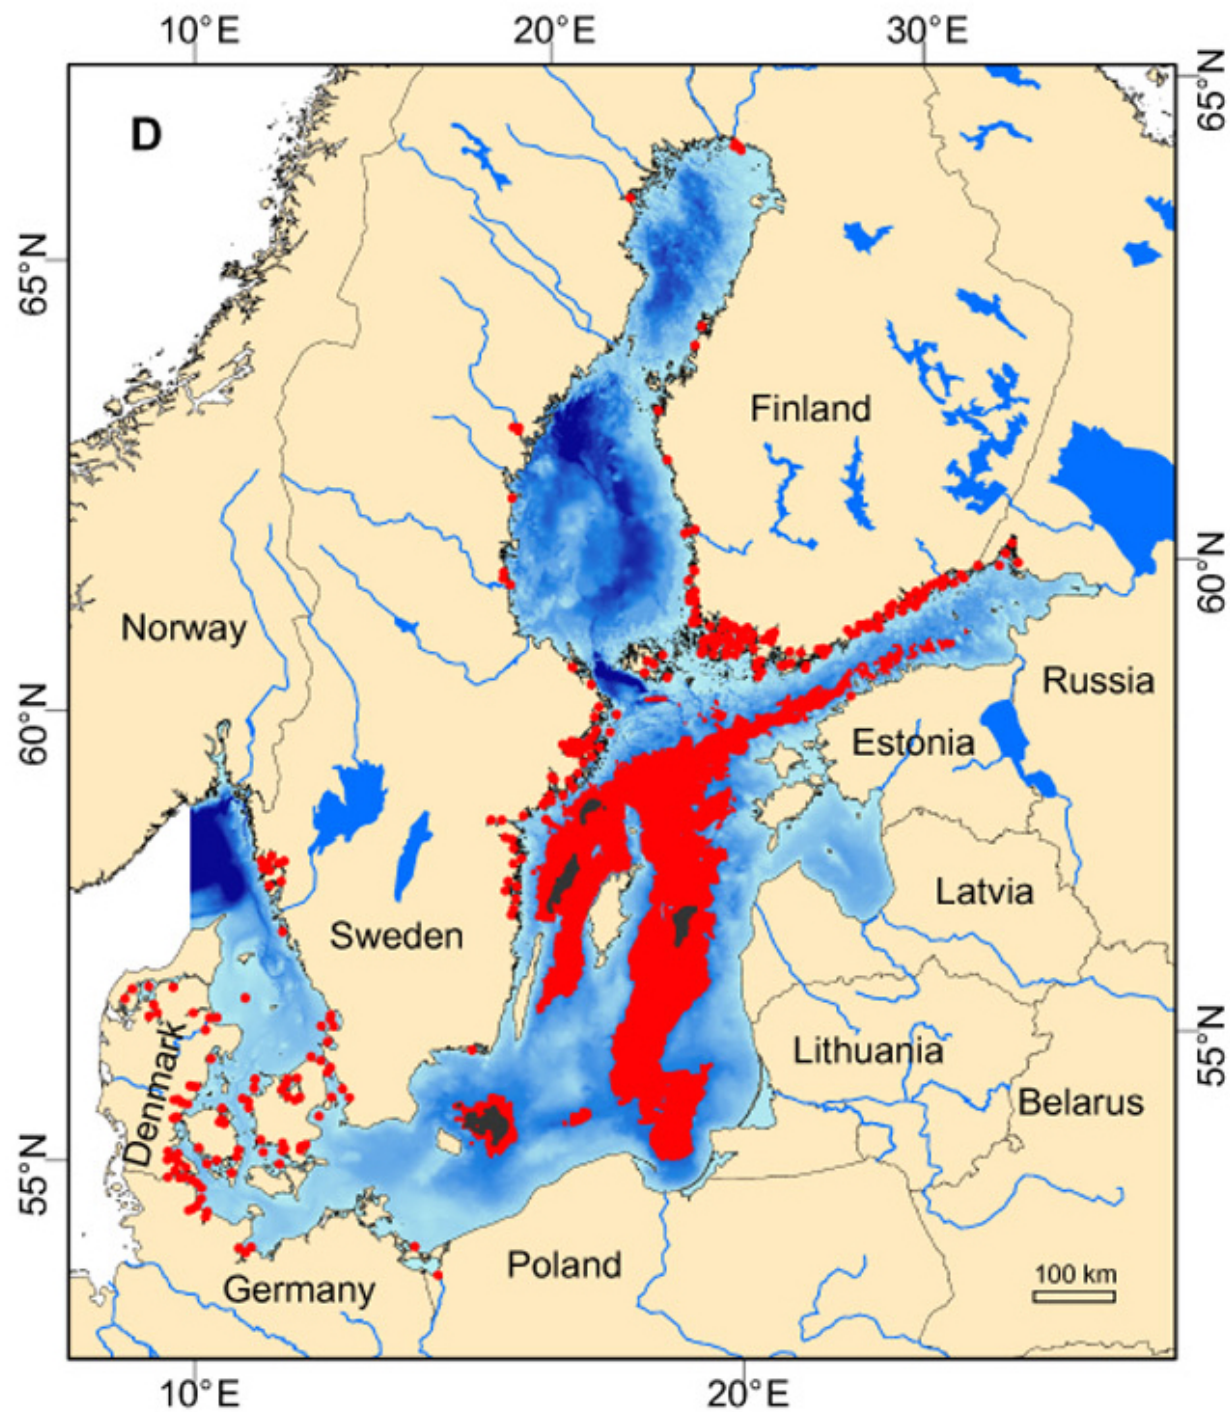 10°E 20°E 30°E
65°N
D
65°N
Finland
60°N
Norway
Russia
60°N
Estonia
Latvia
Sweden
55°N
Lithuania
Denmark
Belarus
55°N
Poland
100 km
Germany
10°E 20°E